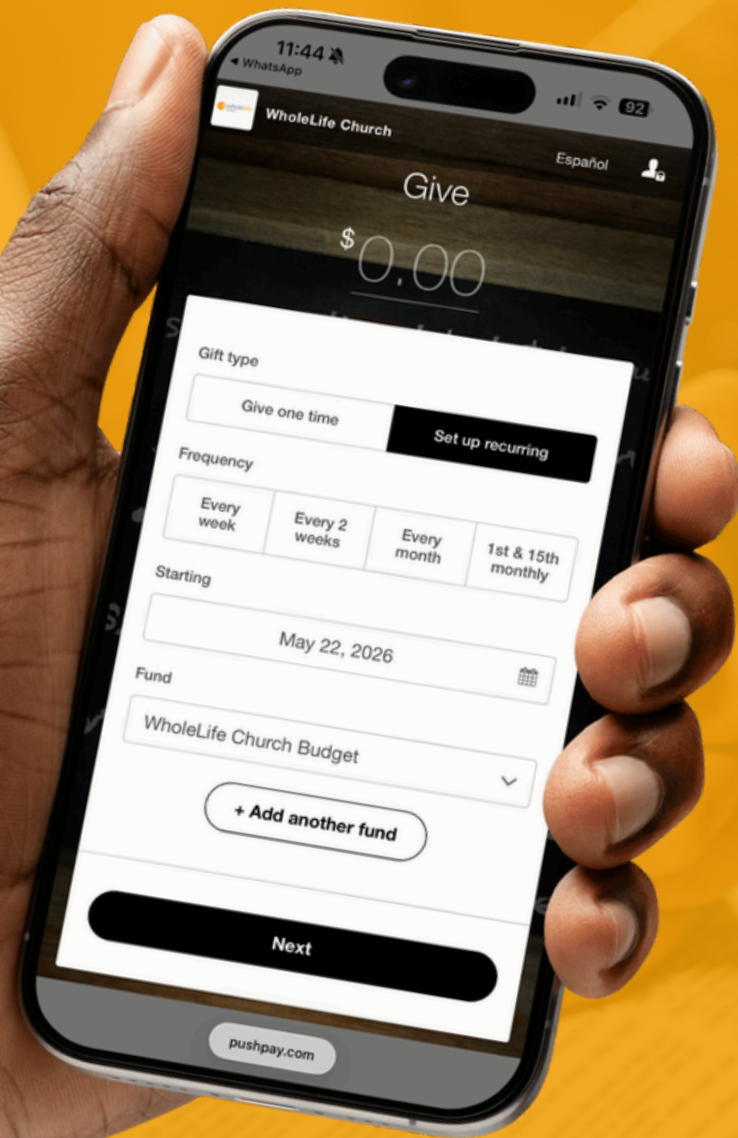 11:44
WhatsApp
92
WholeLife Church
Español
Give
$0.00
Gift type
Give one time
Set up recurring
Frequency
Every
week
Every 2
weeks
Every
month
1st & 15th
monthly
Starting
May 22, 2026
Fund
WholeLife Church Budget
+ Add another fund
Next
pushpay.com